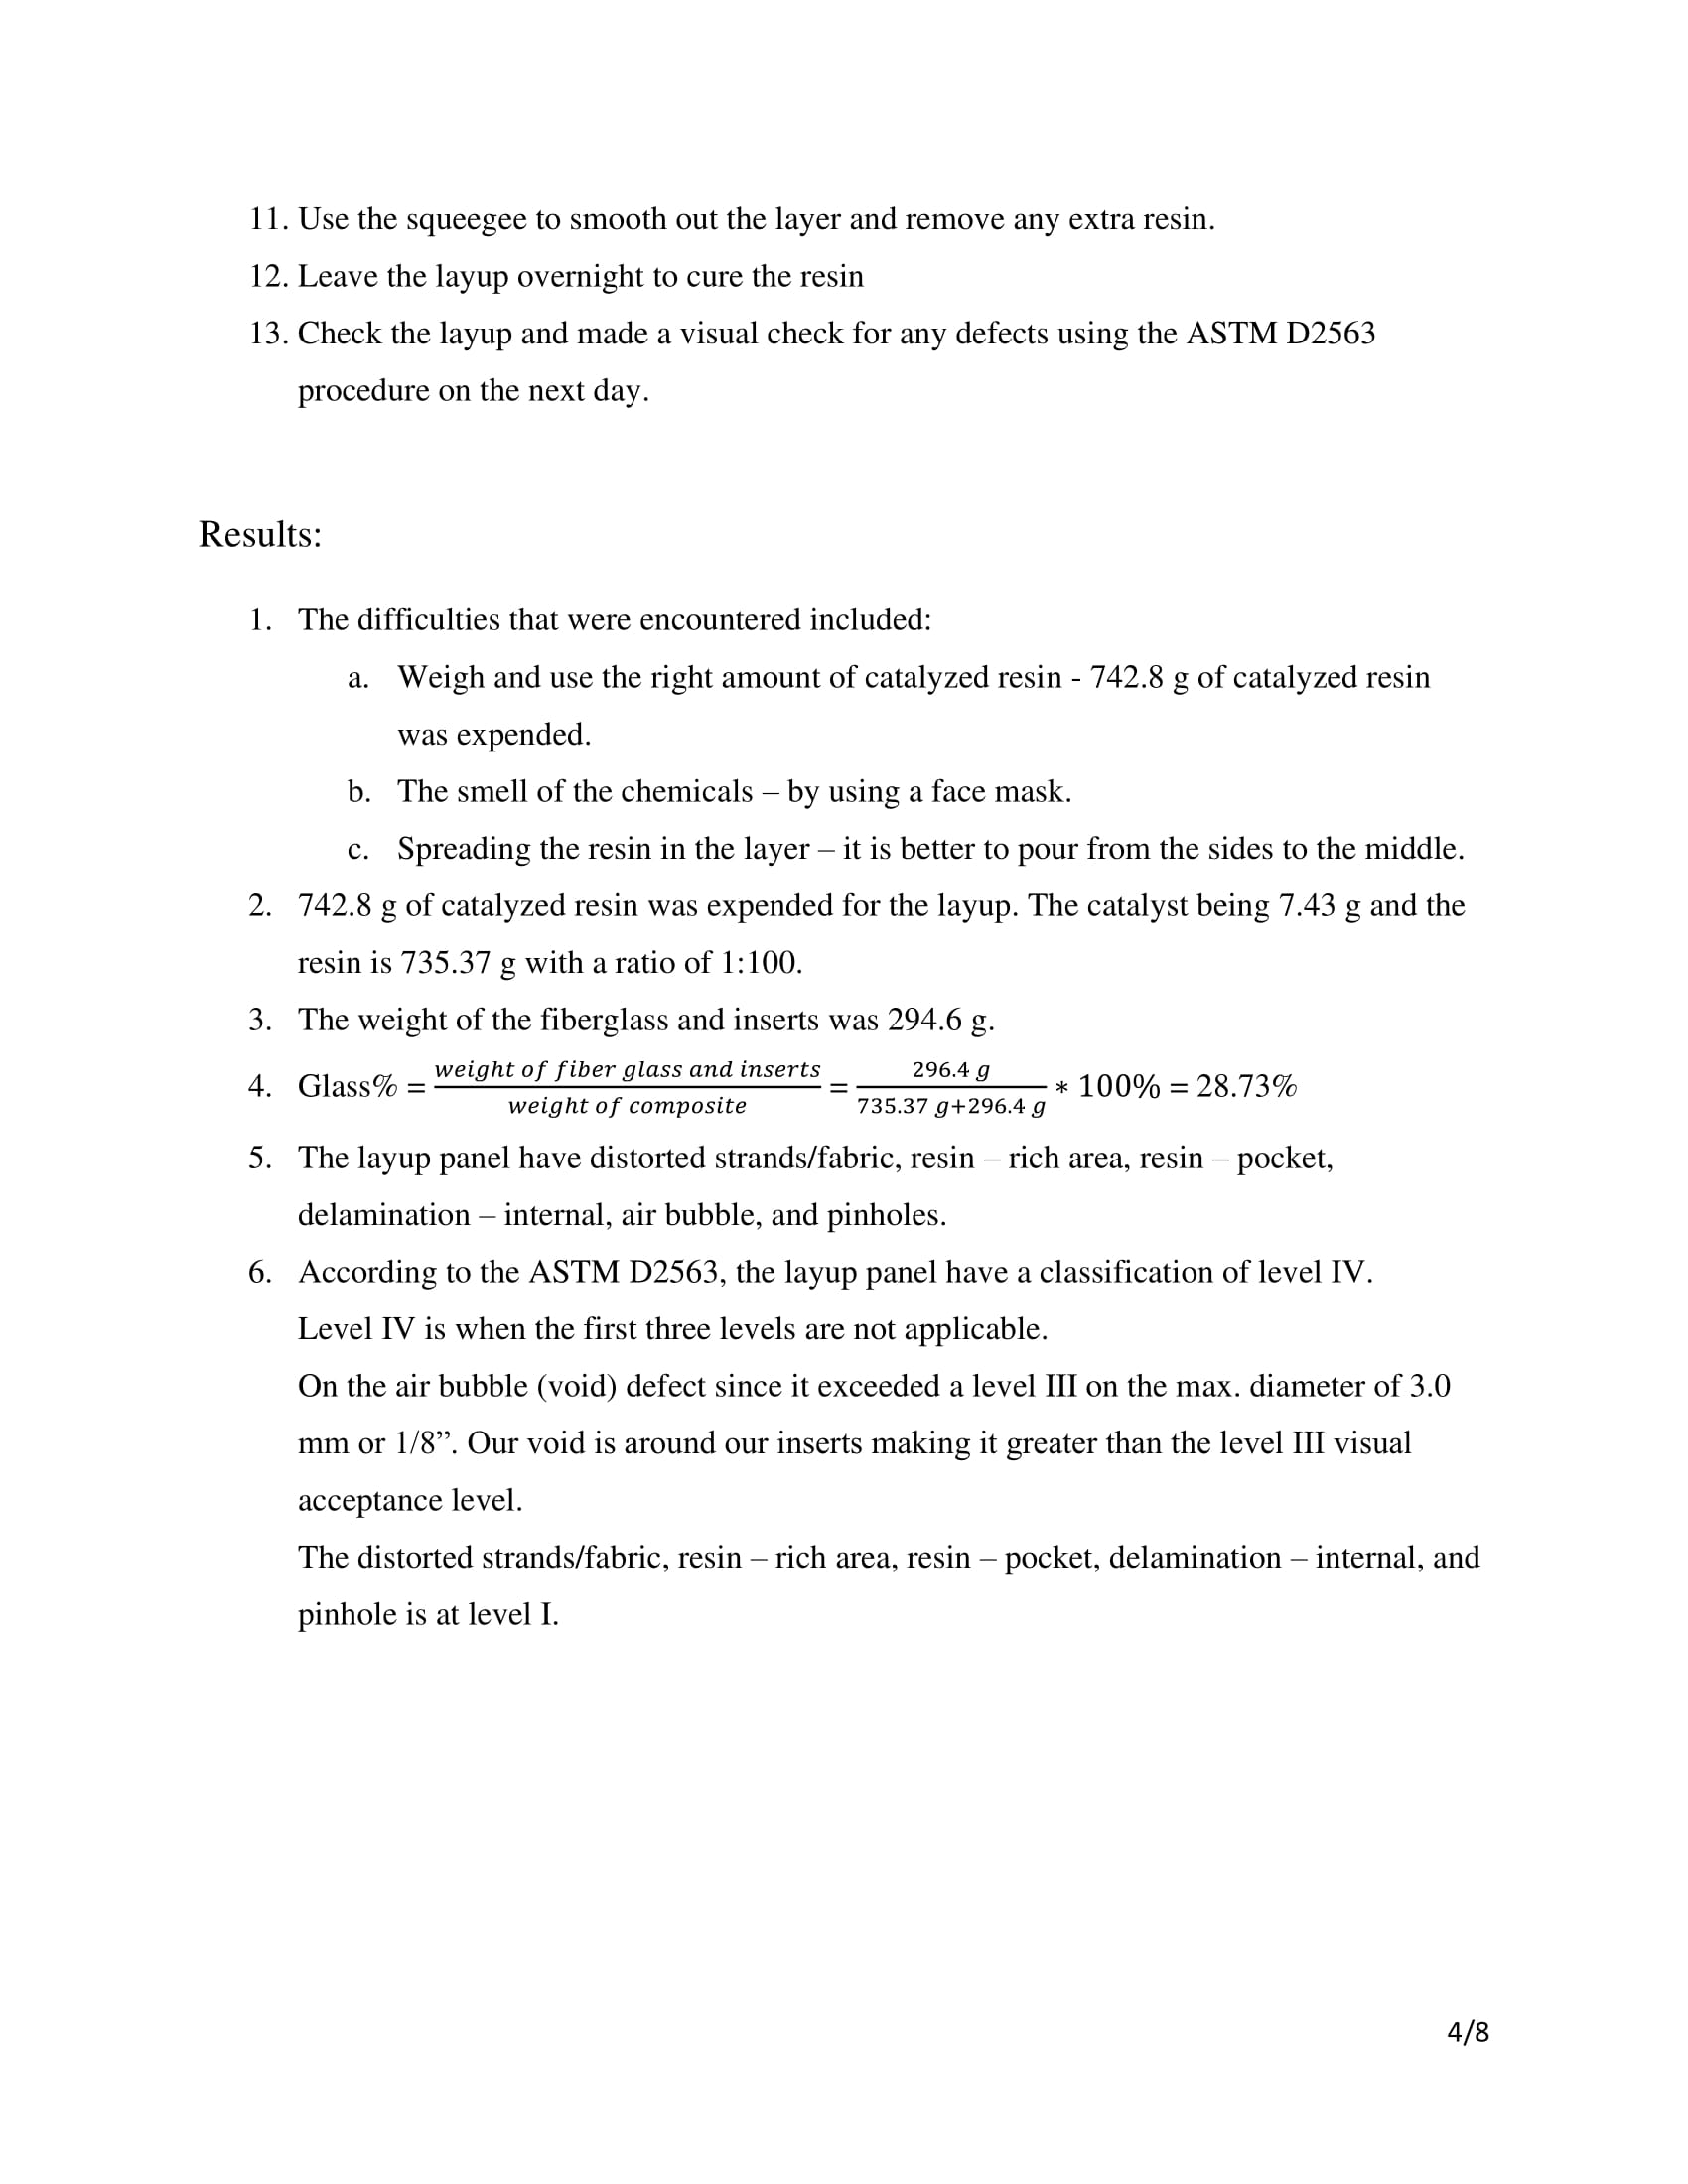 11. Use the squeegee to smooth out the layer and remove any extra resin.
12. Leave the layup overnight to cure the resin
13. Check the layup and made a visual check for any defects using the ASTM D2563
procedure on the next day.
Results:
1. The difficulties that were encountered included:
a. Weigh and use the right amount of catalyzed resin - 742.8 g of catalyzed resin
was expended.
b. The smell of the chemicals – by using a face mask.
c. Spreading the resin in the layer – it is better to pour from the sides to the middle.
2. 742.8 g of catalyzed resin was expended for the layup. The catalyst being 7.43 g and the
resin is 735.37 g with a ratio of 1:100.
3. The weight of the fiberglass and inserts was 294.6 g.
4. Glass% = weight of fiber glass and inserts / weight of composite = 296.4 g / 735.37 g+296.4 g * 100% = 28.73%
5. The layup panel have distorted strands/fabric, resin – rich area, resin – pocket,
delamination – internal, air bubble, and pinholes.
6. According to the ASTM D2563, the layup panel have a classification of level IV.
Level IV is when the first three levels are not applicable.
On the air bubble (void) defect since it exceeded a level III on the max. diameter of 3.0
mm or 1/8”. Our void is around our inserts making it greater than the level III visual
acceptance level.
The distorted strands/fabric, resin – rich area, resin – pocket, delamination – internal, and
pinhole is at level I.
4/8